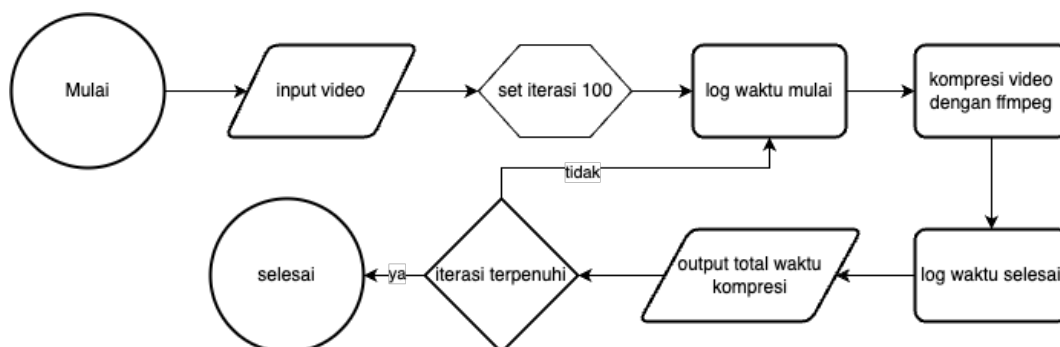 Mulai
input video
set iterasi 100
log waktu mulai
kompresi video
dengan ffmpeg
tidak
selesai
ya
iterasi terpenuhi
output total waktu
kompresi
log waktu selesai